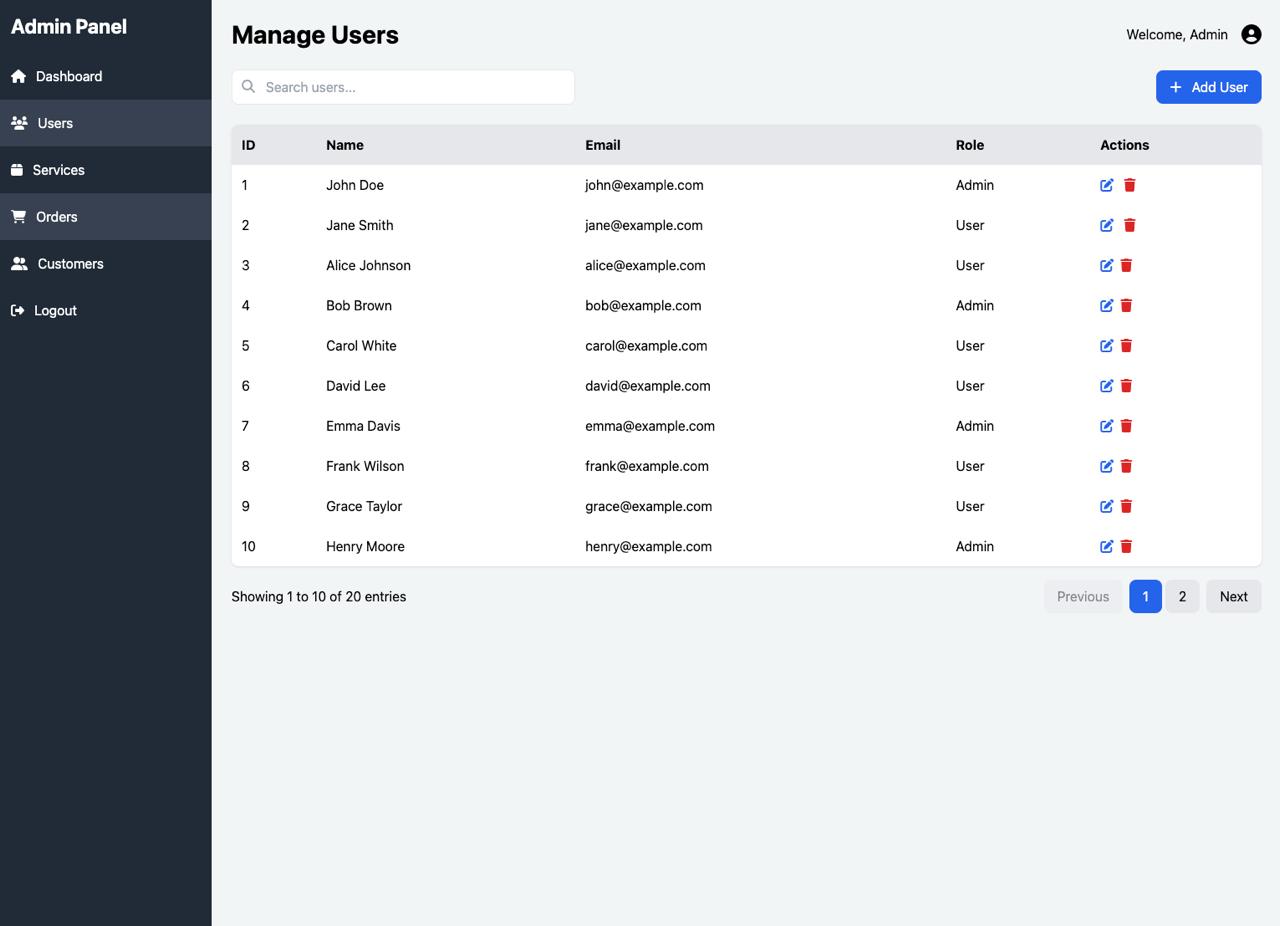 Admin Panel
Dashboard
Users
Services
Orders
Customers
Logout
Manage Users
Welcome, Admin
Search users...
Add User
ID Name Email Role Actions
1 John Doe john@example.com Admin
2 Jane Smith jane@example.com User
3 Alice Johnson alice@example.com User
4 Bob Brown bob@example.com Admin
5 Carol White carol@example.com User
6 David Lee david@example.com User
7 Emma Davis emma@example.com Admin
8 Frank Wilson frank@example.com User
9 Grace Taylor grace@example.com User
10 Henry Moore henry@example.com Admin
Showing 1 to 10 of 20 entries
Previous 1 2 Next